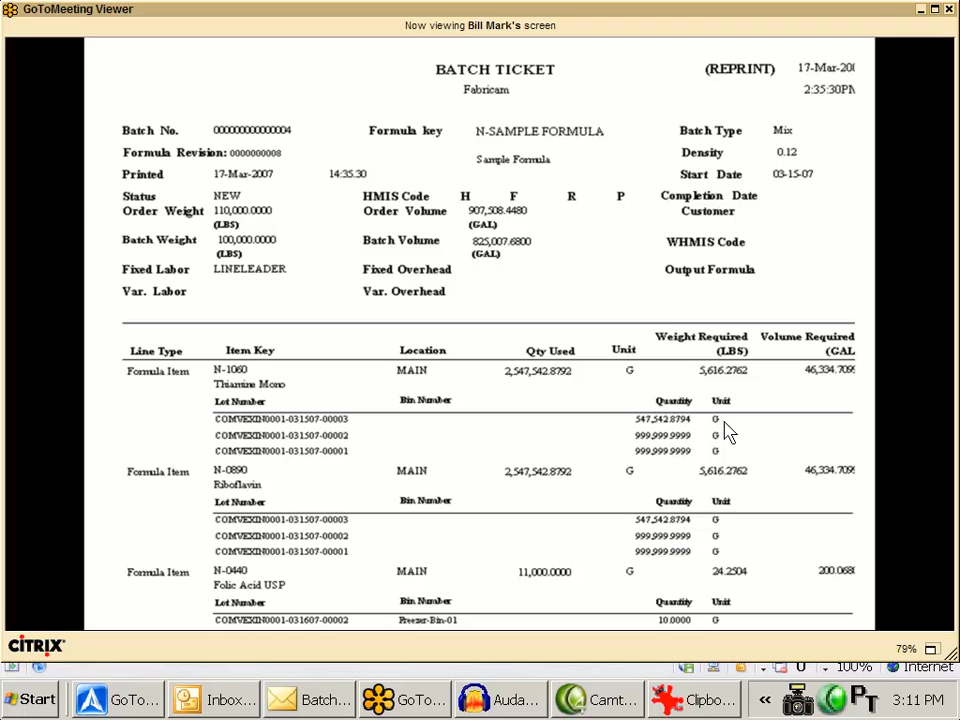 GoToMeeting Viewer
Now viewing Bill Mark's screen
BATCH TICKET (REPRINT) 17-Mar-200
Fabricam 2:35:30PM
Batch No. 000000000000004 Formula key N-SAMPLE FORMULA Batch Type Mix
Formula Revision: 0000000008 Sample Formula Density 0.12
Printed 17-Mar-2007 14:35.30 Start Date 03-15-07
Status NEW HMIS Code H F R P Completion Date
Order Weight 110,000.0000 Order Volume 907,508.4480 Customer
(LBS) (GAL)
Batch Weight 100,000.0000 Batch Volume 825,007.6800 WHMIS Code
(LBS) (GAL)
Fixed Labor LINELEADER Fixed Overhead Output Formula
Var. Labor Var. Overhead
Line Type Item Key Location Qty Used Unit Weight Required (LBS) Volume Required (GAL
Formula Item N-1060 MAIN 2,547,542.8792 G 5,616.2762 46,334.709
Thiamine Mono
Lot Number Bin Number Quantity Unit
COMVEXIN0001-031507-00003 547,542.8794 G
COMVEXIN0001-031507-00002 999,999.9999 G
COMVEXIN0001-031507-00001 999,999.9999 G
Formula Item N-0890 MAIN 2,547,542.8792 G 5,616.2762 46,334.709
Riboflavin
Lot Number Bin Number Quantity Unit
COMVEXIN0001-031507-00003 547,542.8794 G
COMVEXIN0001-031507-00002 999,999.9999 G
COMVEXIN0001-031507-00001 999,999.9999 G
Formula Item N-0440 MAIN 11,000.0000 G 24.2504 200.068
Folic Acid USP
Lot Number Bin Number Quantity Unit
COMVEXIN0001-031607-00002 Freezer-Bin-01 10.0000 G
CITRIX 79%
U 100% Internet
Start GoTo... Inbox... Batch... GoTo... Auda... Camt... Clipbo... « PT 3:11 PM